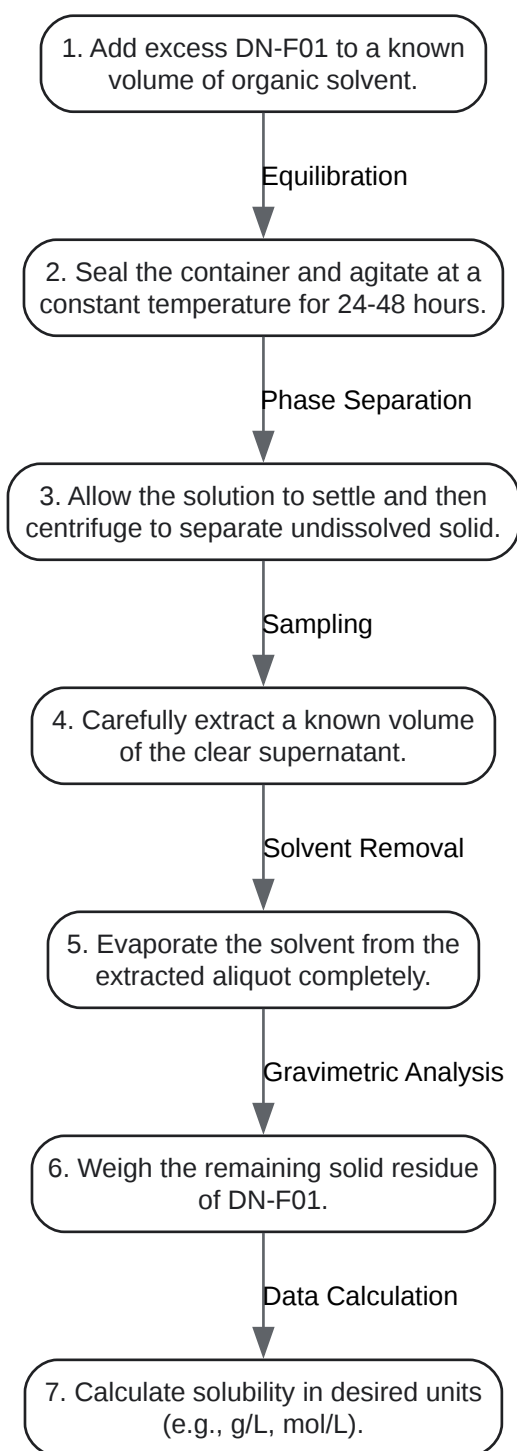 1. Add excess DN-F01 to a known
volume of organic solvent.
Equilibration
2. Seal the container and agitate at a
constant temperature for 24-48 hours.
Phase Separation
3. Allow the solution to settle and then
centrifuge to separate undissolved solid.
Sampling
4. Carefully extract a known volume
of the clear supernatant.
Solvent Removal
5. Evaporate the solvent from the
extracted aliquot completely.
Gravimetric Analysis
6. Weigh the remaining solid residue
of DN-F01.
Data Calculation
7. Calculate solubility in desired units
(e.g., g/L, mol/L).